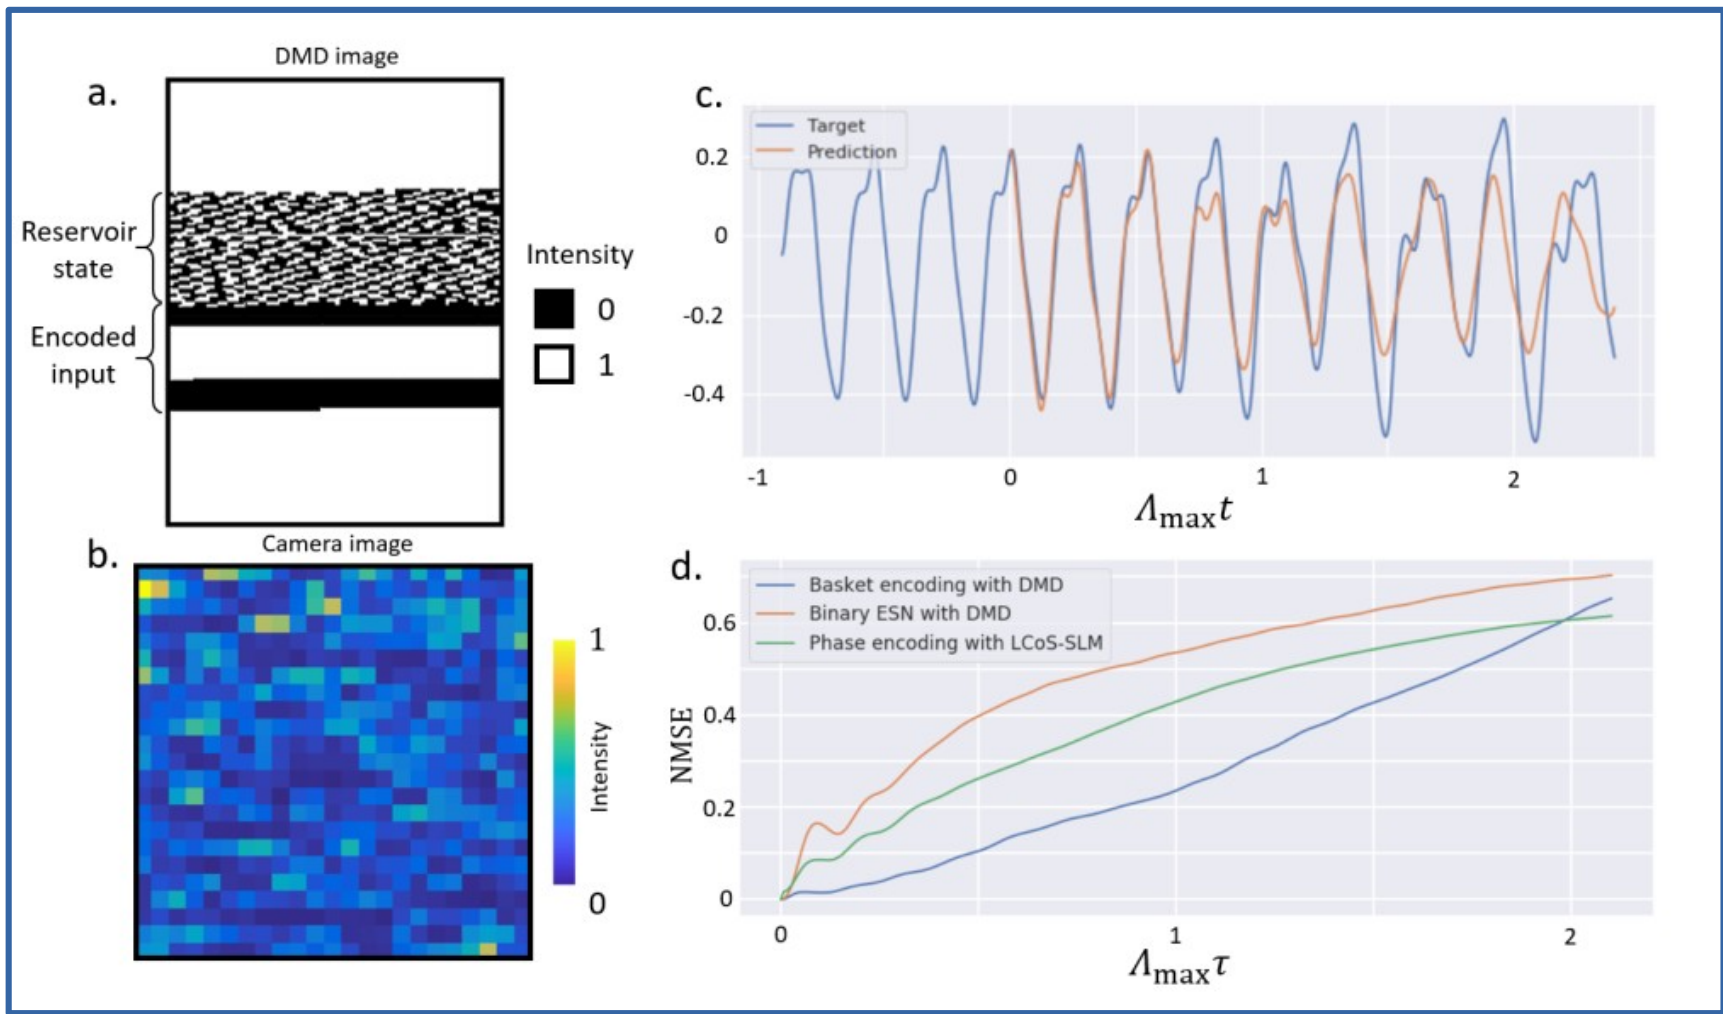 a.
DMD image
Reservoir
state
Encoded
input
Intensity
0
1
b.
Camera image
1
Intensity
0
c.
Target
Prediction
0.2
0
-0.2
-0.4
-1
0
1
2
Λmax t
d.
Basket encoding with DMD
Binary ESN with DMD
Phase encoding with LCoS-SLM
NMSE
0.6
0.4
0.2
0
0
1
2
Λmax τ